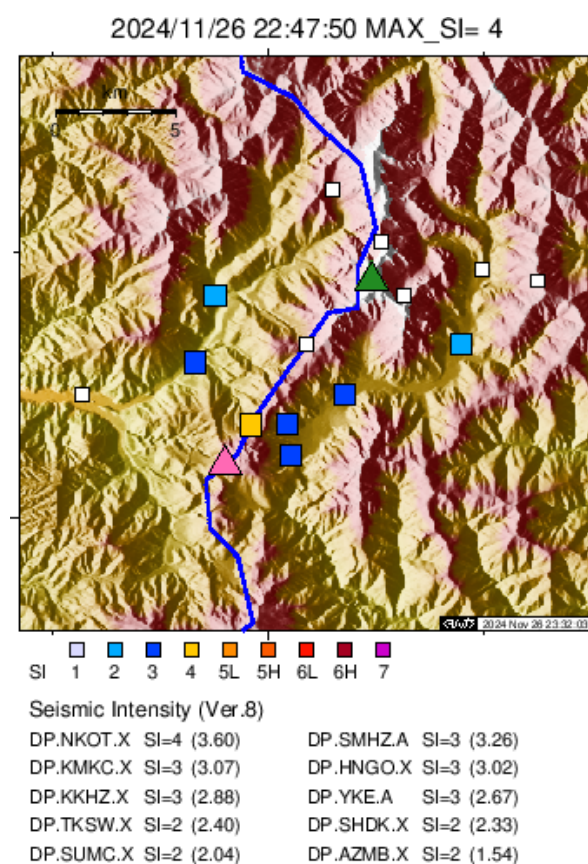 2024/11/26 22:47:50 MAX_SI= 4
km
0 5
2024 Nov 26 23:32:03
SI 1 2 3 4 5L 5H 6L 6H 7
Seismic Intensity (Ver.8)
DP.NKOT.X SI=4 (3.60) DP.SMHZ.A SI=3 (3.26)
DP.KMKC.X SI=3 (3.07) DP.HNGO.X SI=3 (3.02)
DP.KKHZ.X SI=3 (2.88) DP.YKE.A SI=3 (2.67)
DP.TKSW.X SI=2 (2.40) DP.SHDK.X SI=2 (2.33)
DP.SUMC.X SI=2 (2.04) DP.AZMB.X SI=2 (1.54)